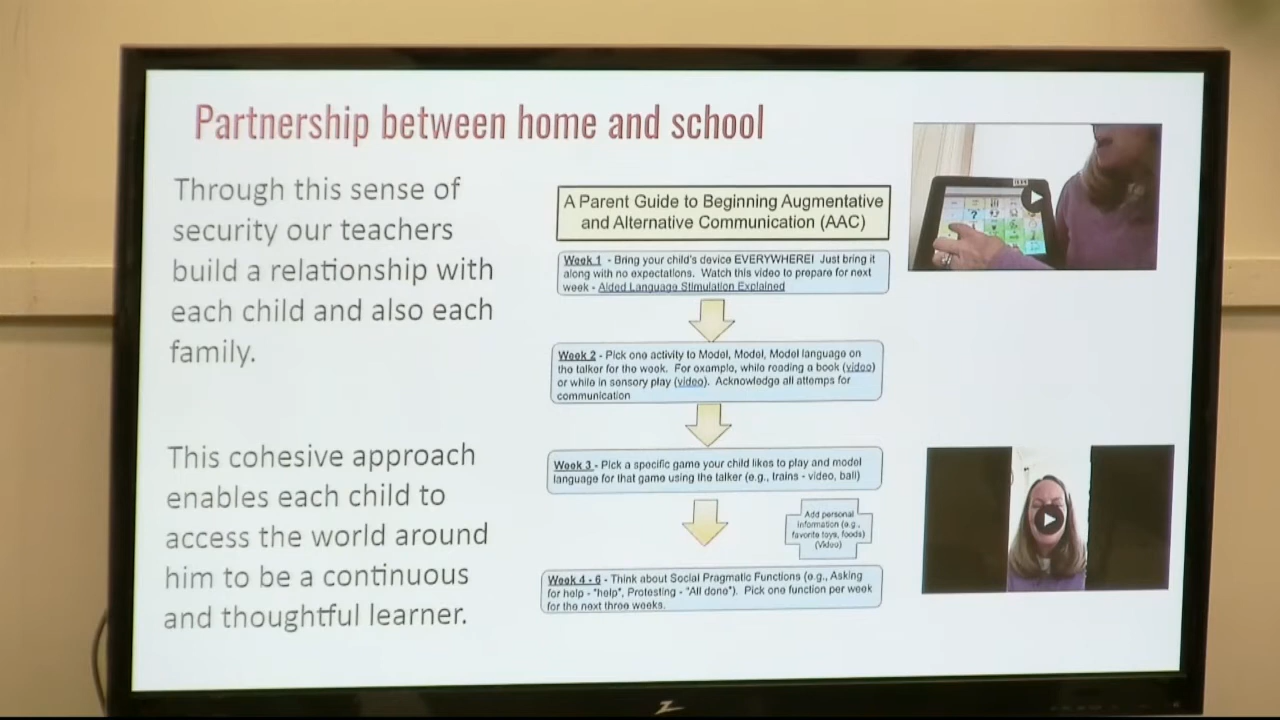 Partnership between home and school
Through this sense of
security our teachers
build a relationship with
each child and also each
family.
This cohesive approach
enables each child to
access the world around
him to be a continuous
and thoughtful learner.
A Parent Guide to Beginning Augmentative
and Alternative Communication (AAC)
Week 1 - Bring your child's device EVERYWHERE! Just bring it
along with no expectations. Watch this video to prepare for next
week - Aided Language Stimulation Explained
Week 2 - Pick one activity to Model, Model, Model language on
the talker for the week. For example, while reading a book (video)
or while in sensory play (video). Acknowledge all attemps for
communication
Week 3 - Pick a specific game your child likes to play and model
language for that game using the talker (e.g., trains - video, ball)
Add personal
information (e.g.,
favorite toys, foods)
(Video)
Week 4 - 6 - Think about Social Pragmatic Functions (e.g., Asking
for help - "help", Protesting - "All done"). Pick one function per week
for the next three weeks.